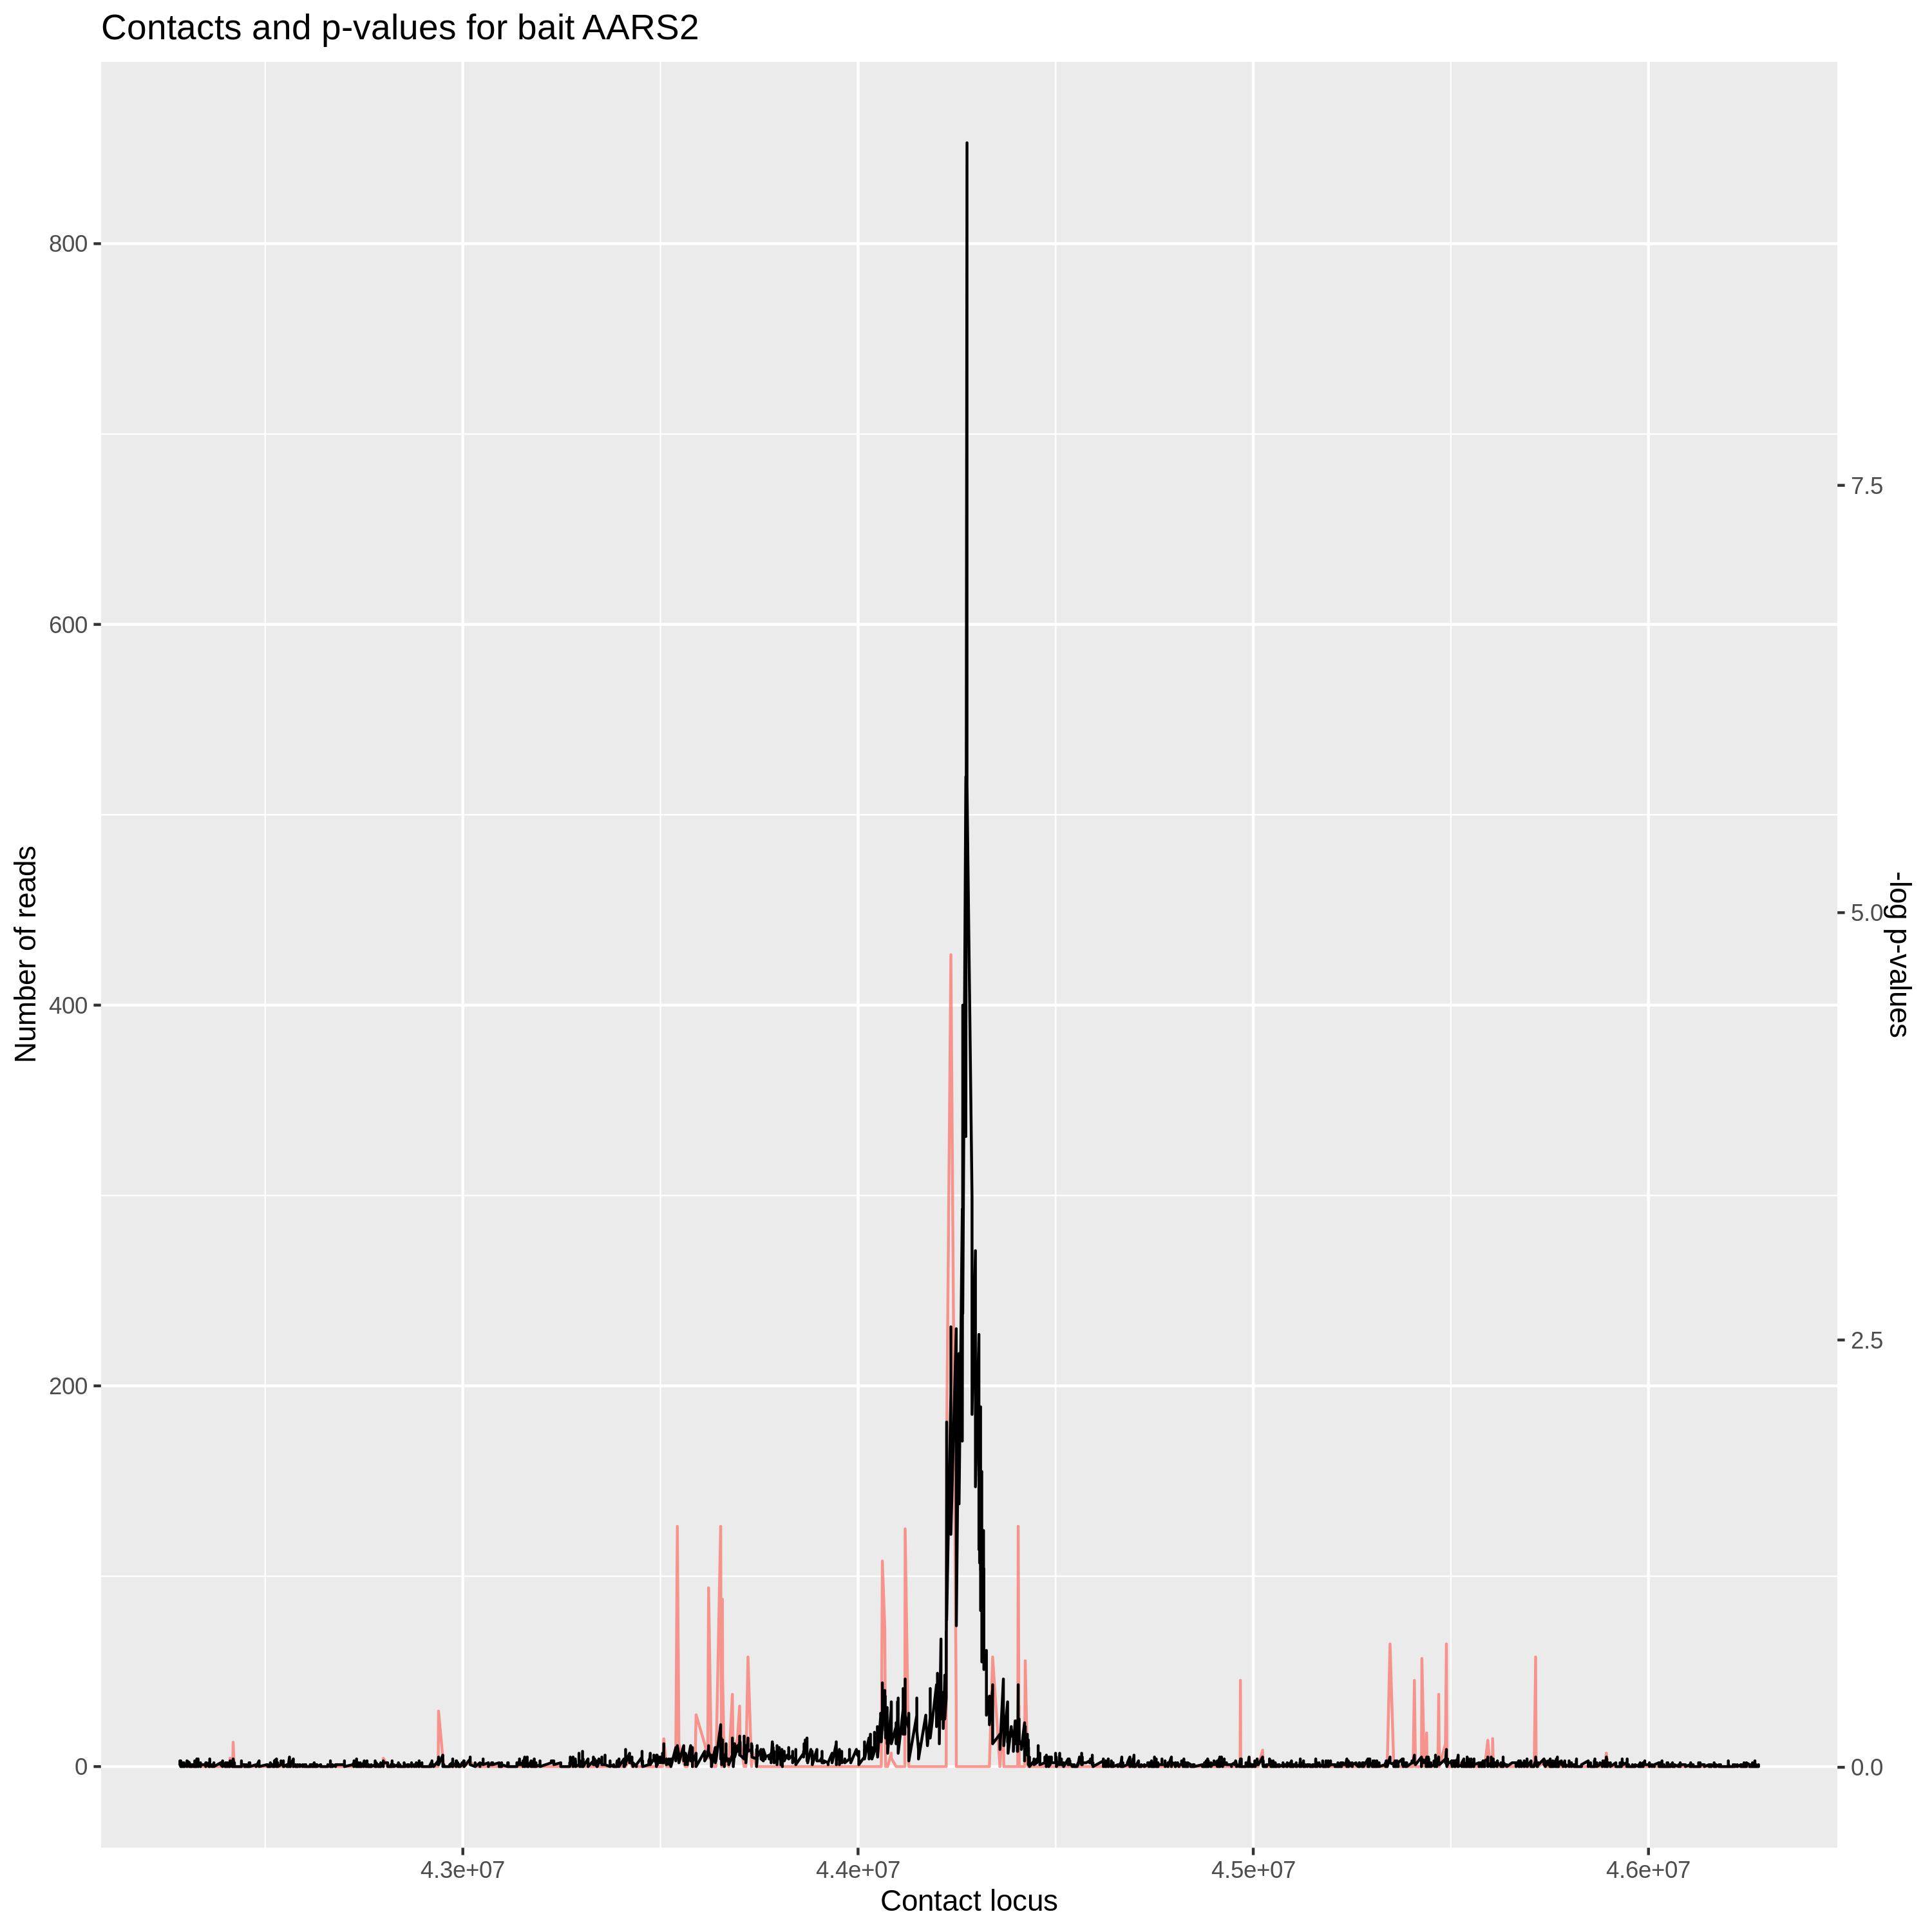 Contacts and p-values for bait AARS2
800
600
400
200
0
Number of reads
7.5
5.0
2.5
0.0
-log p-values
4.3e+07
4.4e+07
4.5e+07
4.6e+07
Contact locus